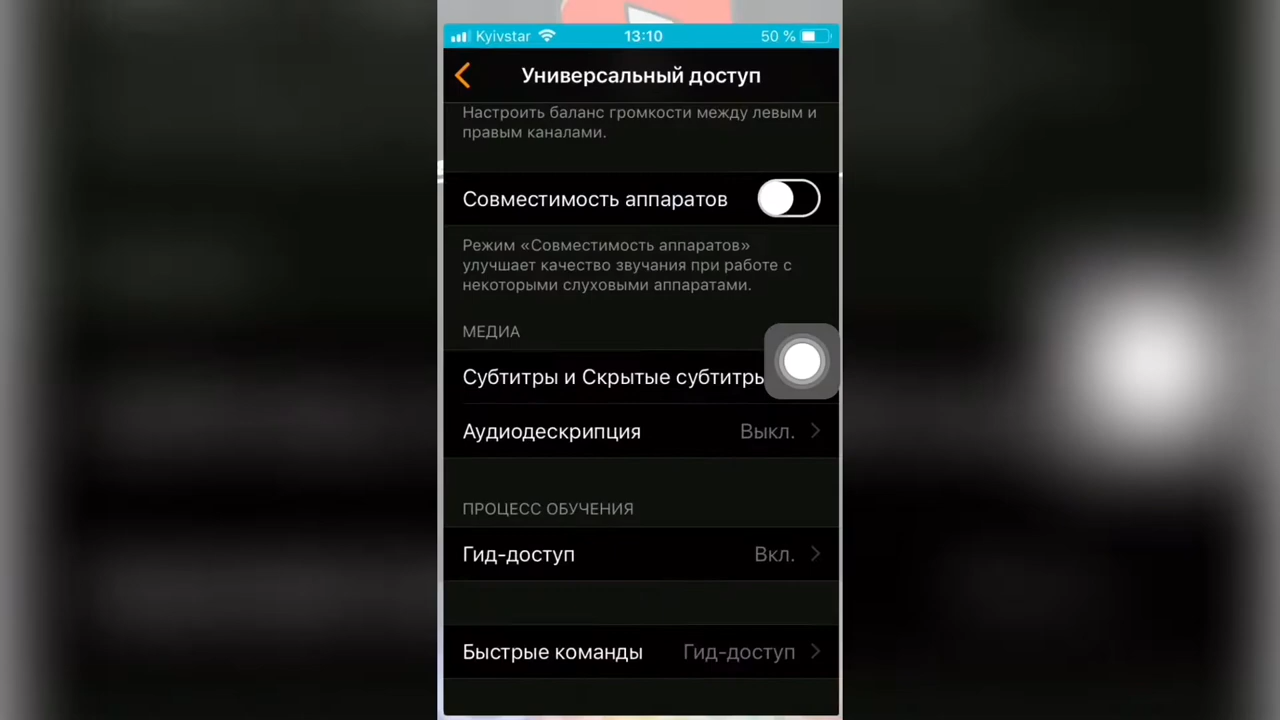 Kyivstar 13:10 50 %
Универсальный доступ
Настроить баланс громкости между левым и
правым каналами.
Совместимость аппаратов
Режим «Совместимость аппаратов»
улучшает качество звучания при работе с
некоторыми слуховыми аппаратами.
МЕДИА
Субтитры и Скрытые субтитры
Аудиодескрипция Выкл.
ПРОЦЕСС ОБУЧЕНИЯ
Гид-доступ Вкл.
Быстрые команды Гид-доступ